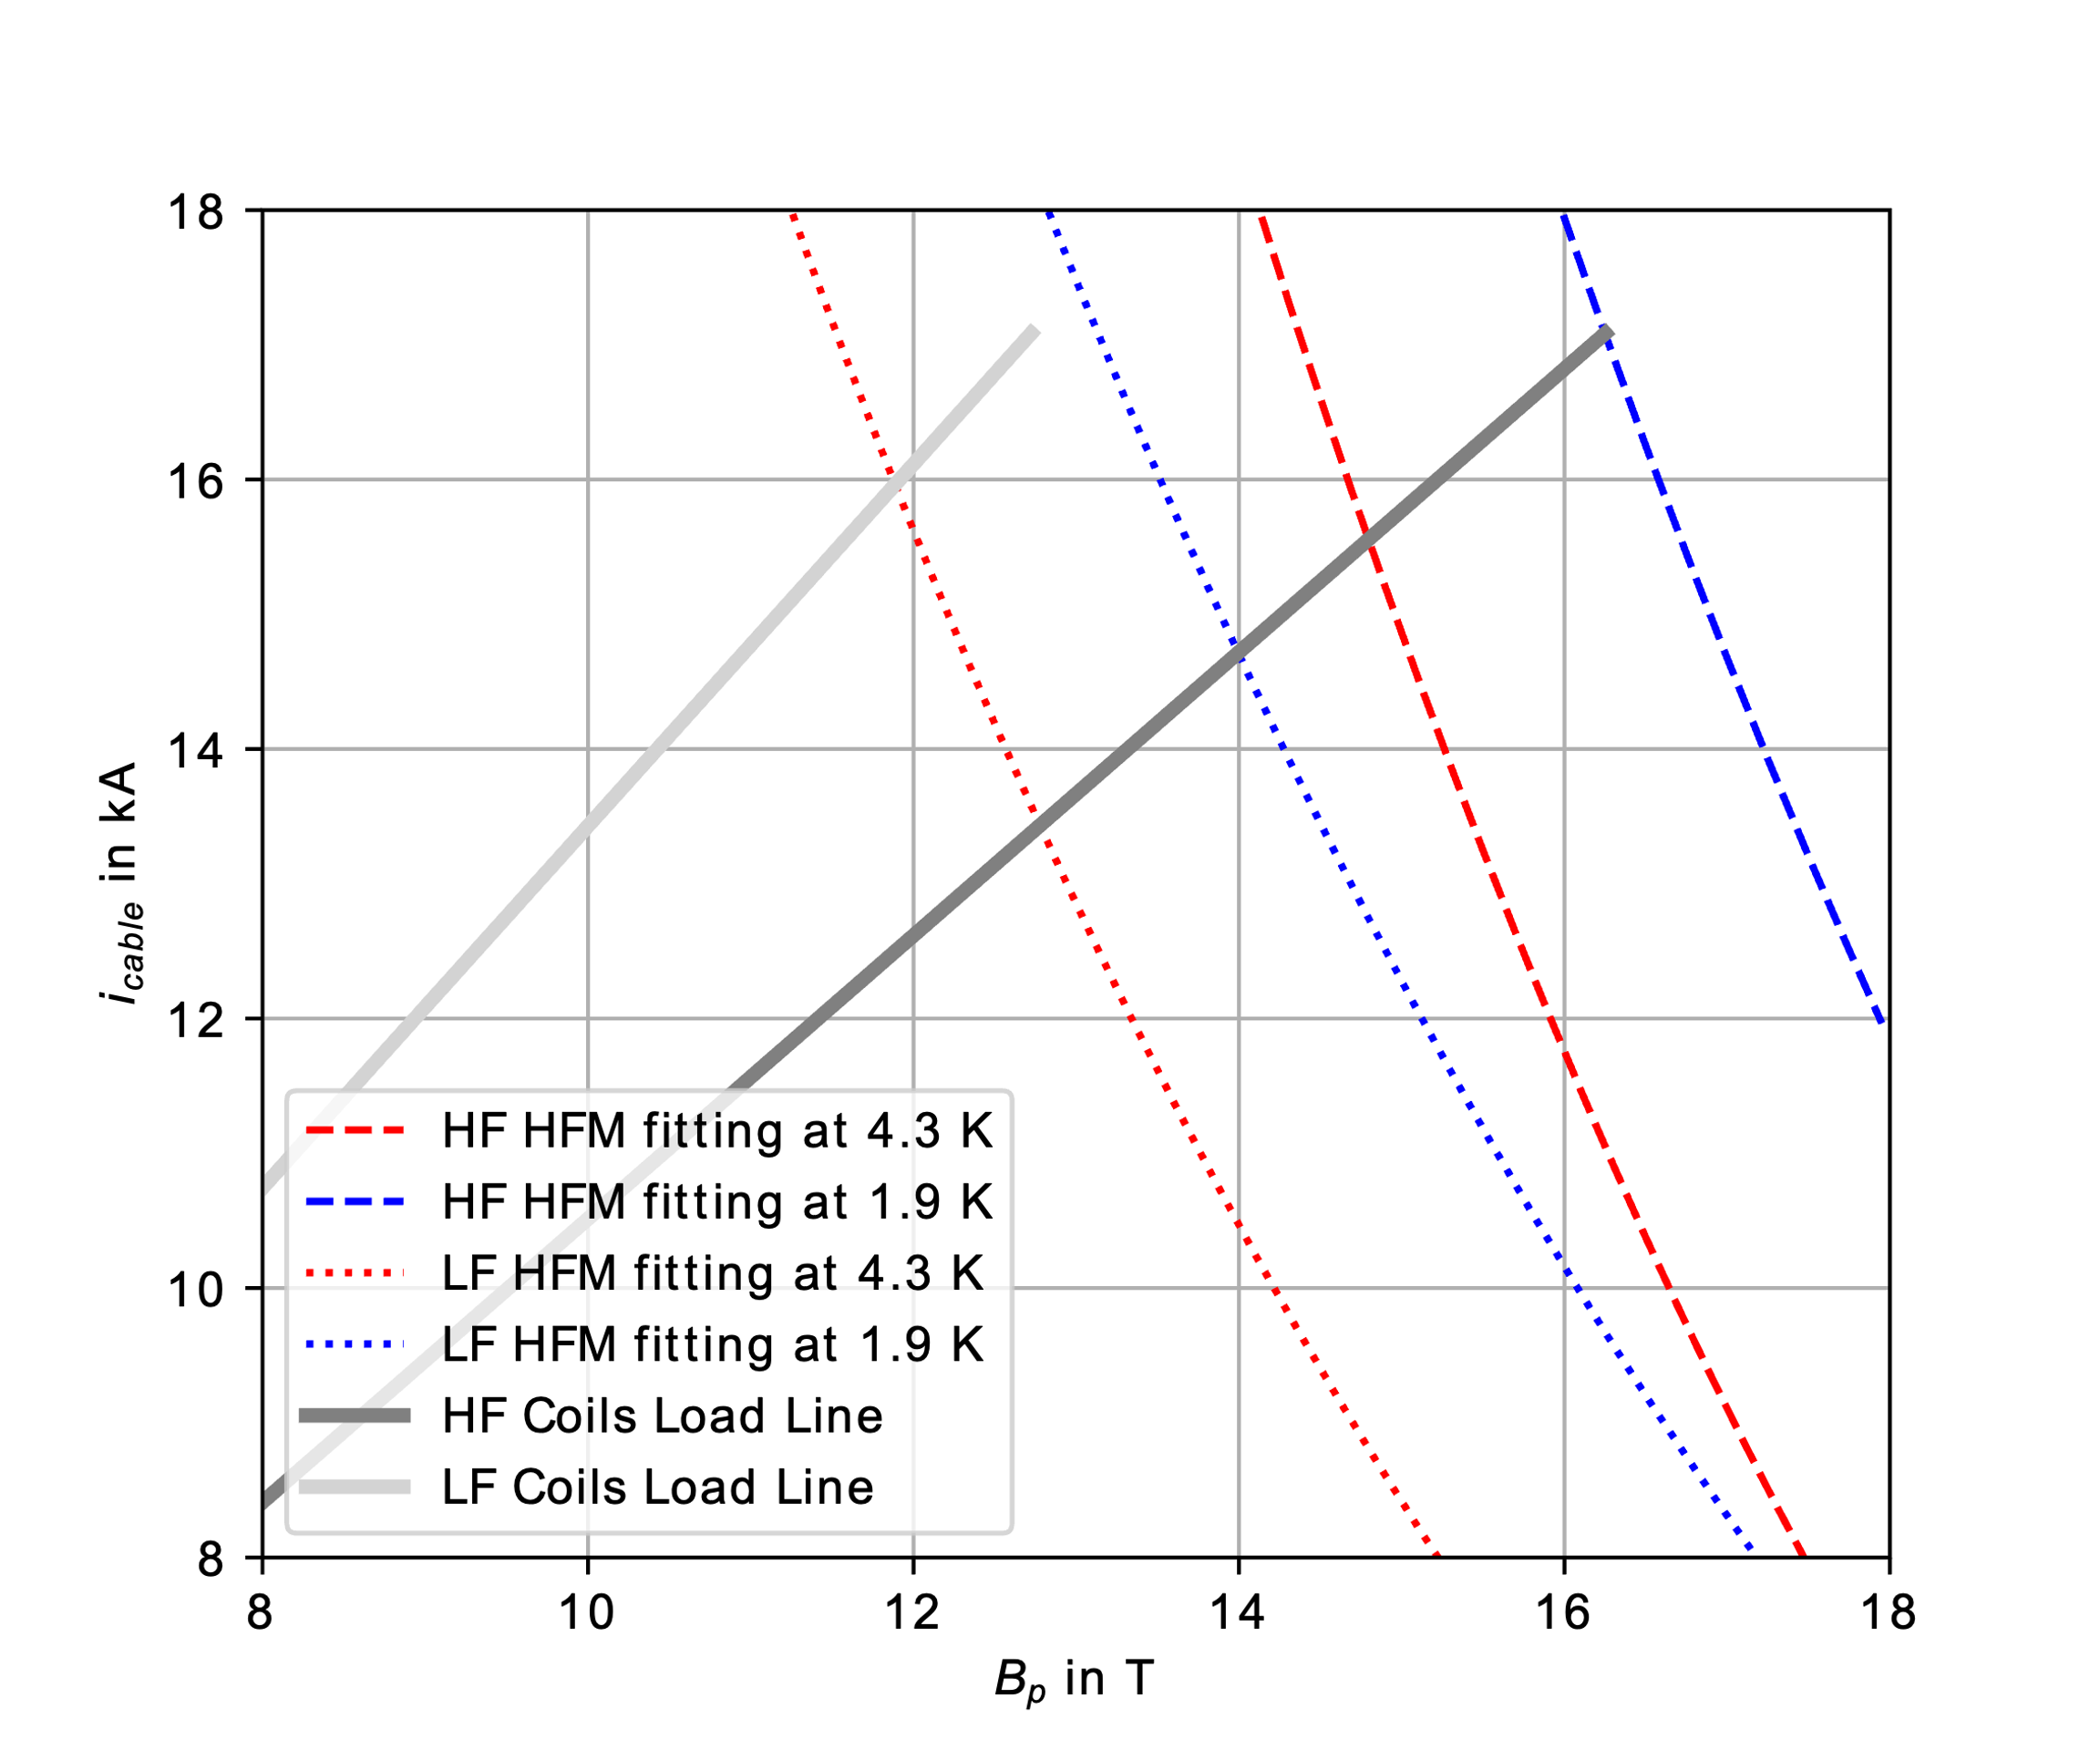 18
16
14
12
10
8
i_cable in kA
HF HFM fitting at 4.3 K
HF HFM fitting at 1.9 K
LF HFM fitting at 4.3 K
LF HFM fitting at 1.9 K
HF Coils Load Line
LF Coils Load Line
8 10 12 14 16 18
B_p in T